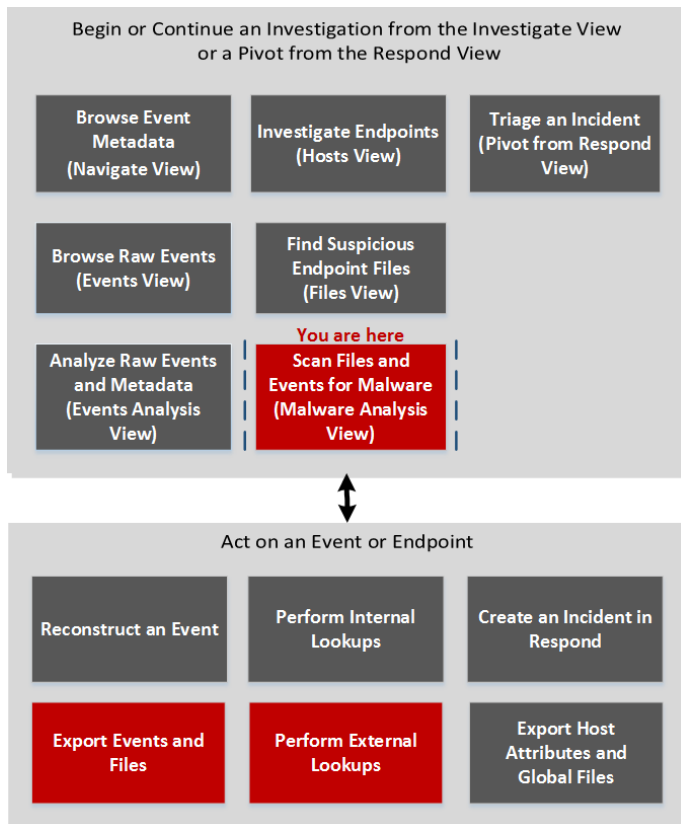 Begin or Continue an Investigation from the Investigate View
or a Pivot from the Respond View
Browse Event
Metadata
(Navigate View)
Investigate Endpoints
(Hosts View)
Triage an Incident
(Pivot from Respond
View)
Browse Raw Events
(Events View)
Find Suspicious
Endpoint Files
(Files View)
You are here
Analyze Raw Events
and Metadata
(Events Analysis
View)
Scan Files and
Events for Malware
(Malware Analysis
View)
Act on an Event or Endpoint
Reconstruct an Event
Perform Internal
Lookups
Create an Incident in
Respond
Export Events and
Files
Perform External
Lookups
Export Host
Attributes and
Global Files